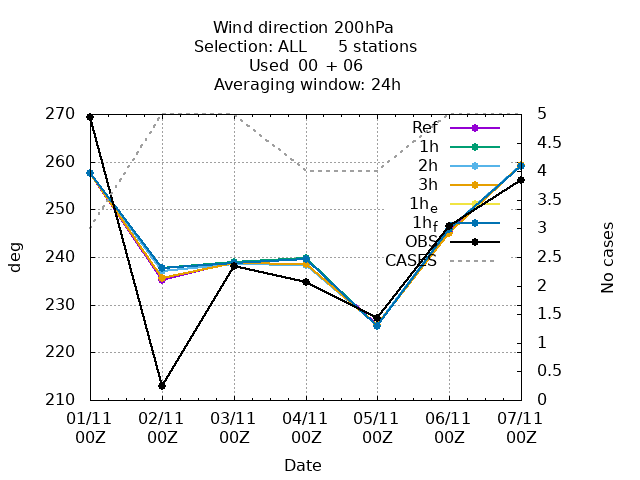 Wind direction 200hPa
Selection: ALL 5 stations
Used 00 + 06
Averaging window: 24h
270
260
250
240
230
220
210
deg
5
4.5
4
3.5
3
2.5
2
1.5
1
0.5
0
No cases
Ref
1h
2h
3h
1he
1hf
OBS
CASES
01/11 02/11 03/11 04/11 05/11 06/11 07/11
00Z 00Z 00Z 00Z 00Z 00Z 00Z
Date